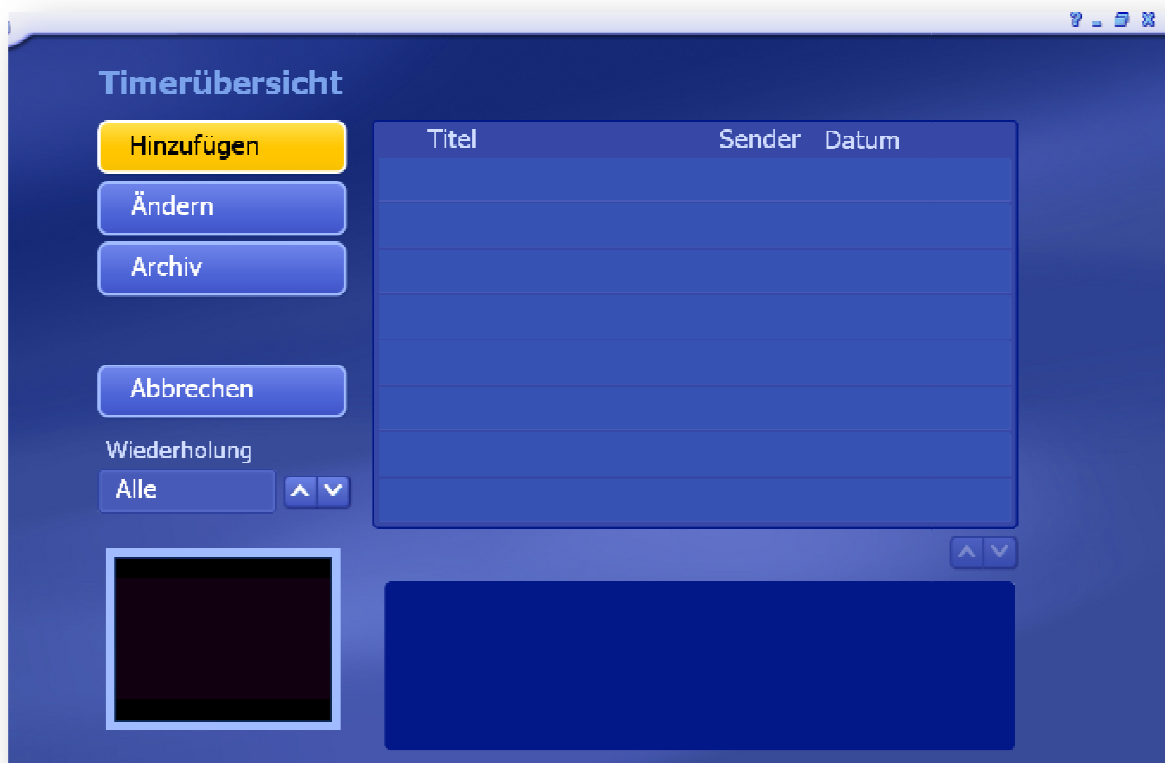 Timerübersicht
Hinzufügen
Ändern
Archiv
Abbrechen
Wiederholung
Alle
Titel Sender Datum